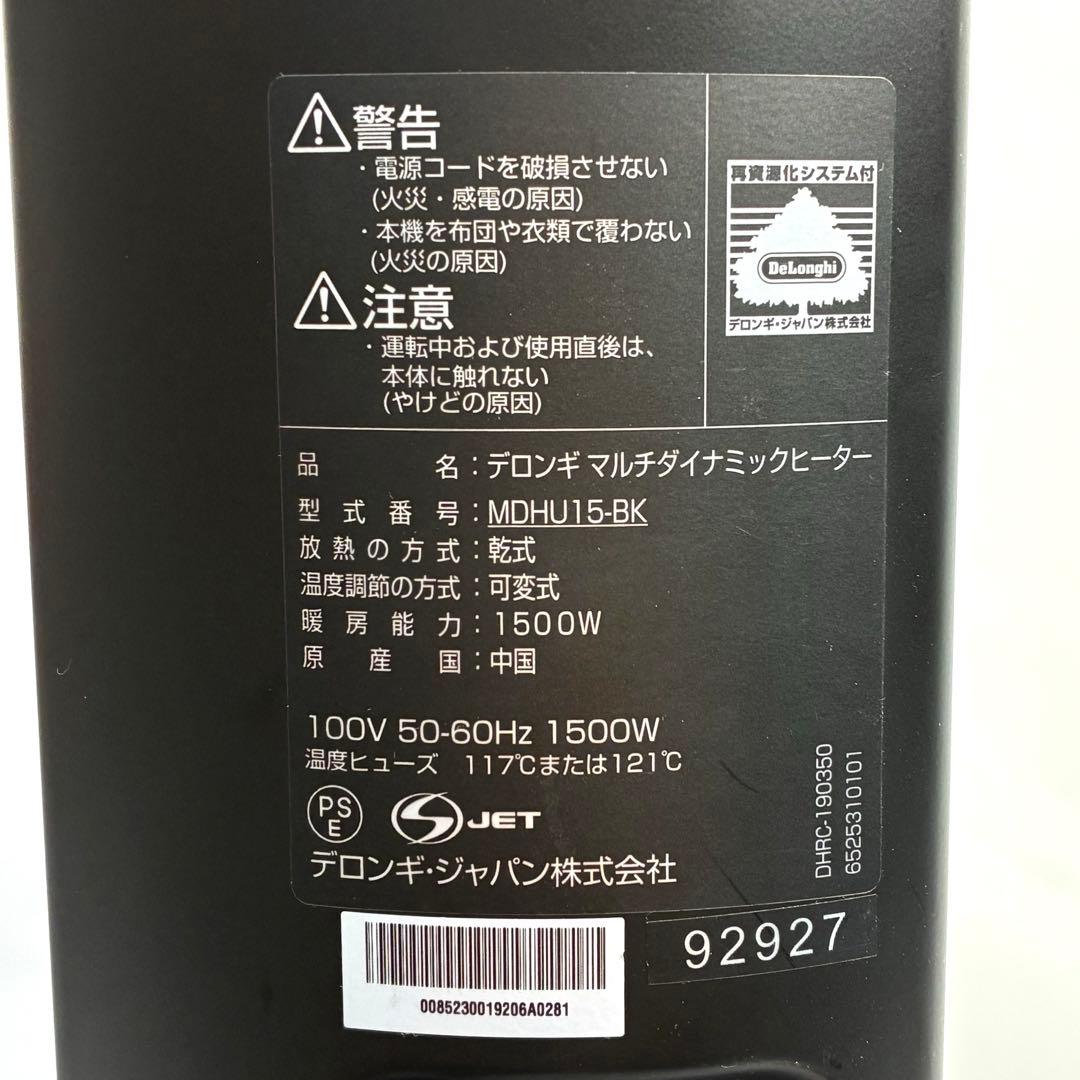 警告
・電源コードを破損させない
(火災・感電の原因)
・本機を布団や衣類で覆わない
(火災の原因)
注意
・運転中および使用直後は、
本体に触れない
(やけどの原因)
再資源化システム付
DeLonghi
デロンギ・ジャパン株式会社
品名：デロンギ マルチダイナミックヒーター
型式番号：MDHU15-BK
放熱の方式：乾式
温度調節の方式：可変式
暖房能力：1500W
原産国：中国
100V 50-60Hz 1500W
温度ヒューズ 117℃または121℃
PS
E
S JET
デロンギ・ジャパン株式会社
DHRC-190350
6525310101
0085230019206A0281
92927